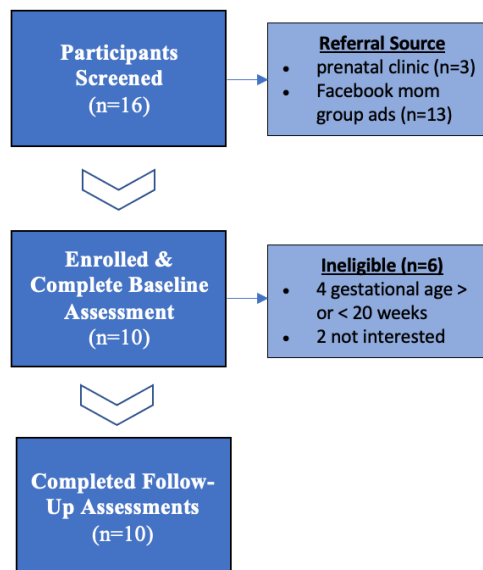 Participants
Screened
(n=16)
Referral Source
• prenatal clinic (n=3)
• Facebook mom
group ads (n=13)
Enrolled &
Complete Baseline
Assessment
(n=10)
Ineligible (n=6)
• 4 gestational age >
or < 20 weeks
• 2 not interested
Completed Follow-
Up Assessments
(n=10)